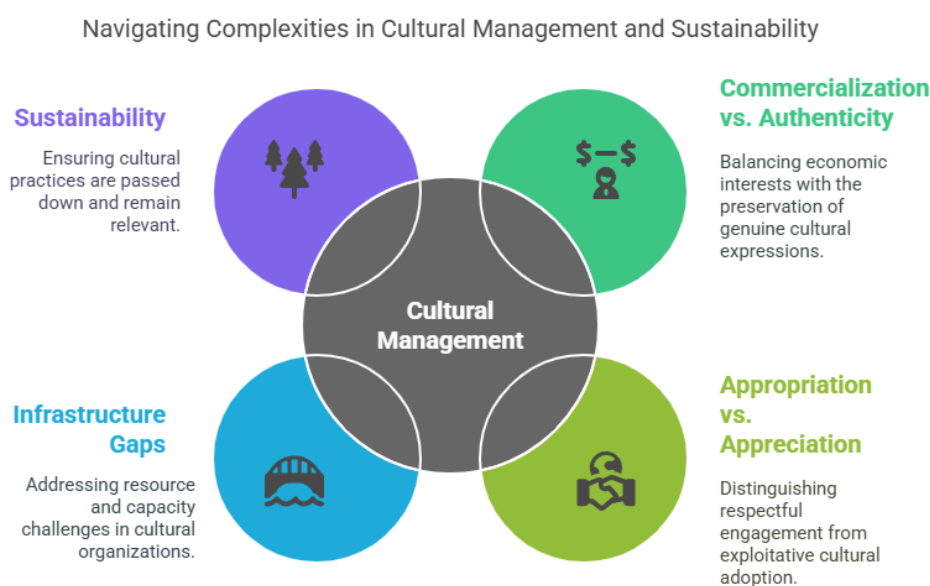 Navigating Complexities in Cultural Management and Sustainability
Sustainability
Ensuring cultural
practices are passed
down and remain
relevant.
Commercialization
vs. Authenticity
Balancing economic
interests with the
preservation of
genuine cultural
expressions.
Cultural
Management
Infrastructure
Gaps
Addressing resource
and capacity
challenges in cultural
organizations.
Appropriation
vs.
Appreciation
Distinguishing
respectful
engagement from
exploitative cultural
adoption.
$ – $